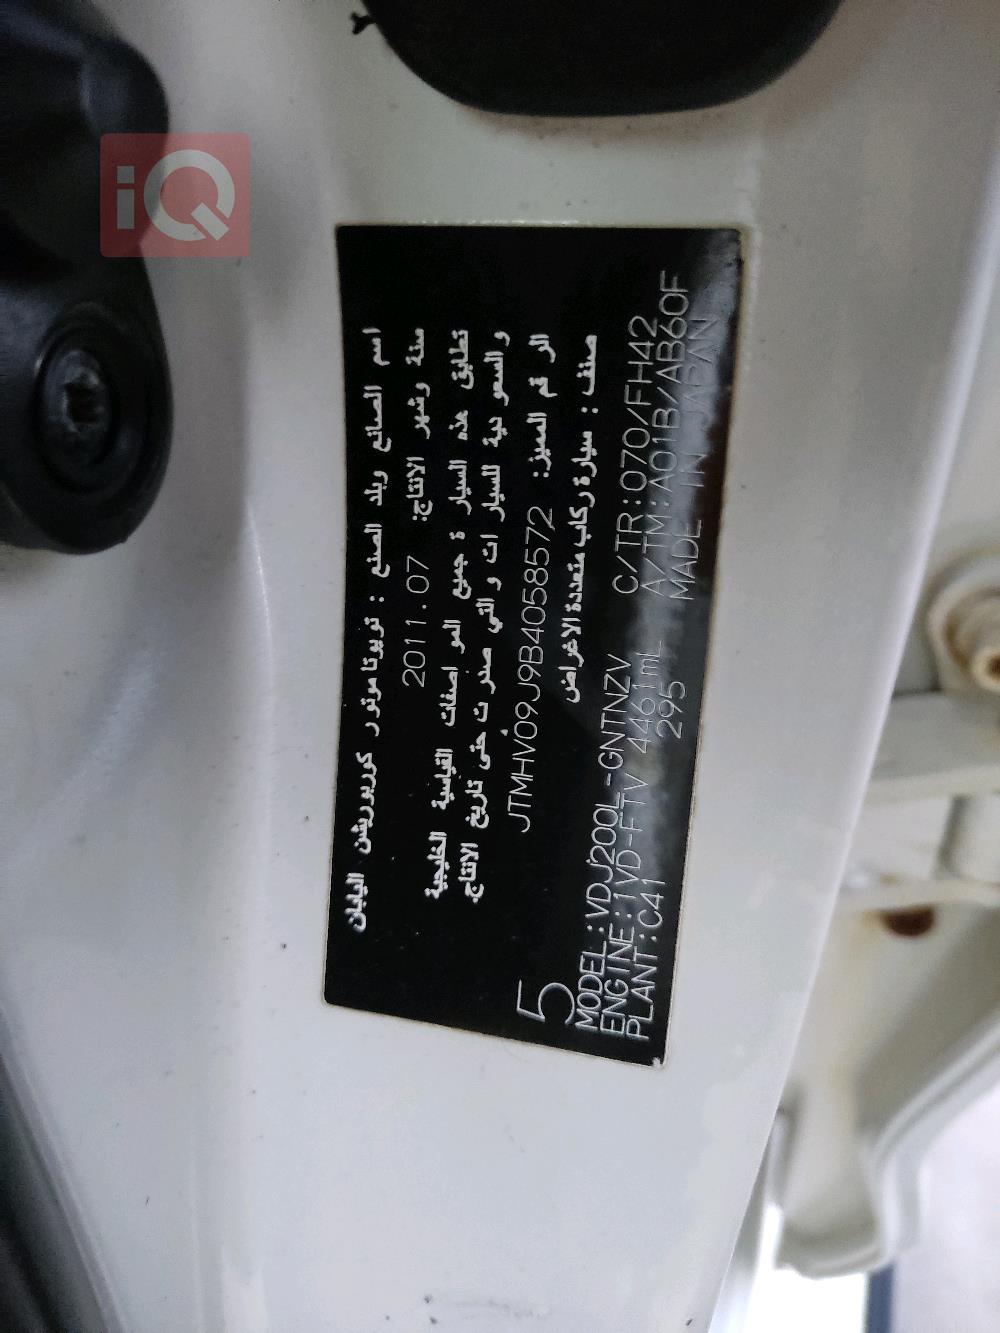 iQ
اسم الصانع وبلد الصنع : تويوتا موتور كوربوريشن اليابان
سنة وشهر الانتاج: 2011.07
تطابق هذه السيارة جميع المواصفات القياسية الخليجية
والسعودية للسيارات والتي صدرت حتى تاريخ الانتاج.
الرقم المميز: JTMHV09J9B4058572
صنف : سيارة ركاب متعددة الاغراض
5
MODEL:VDJ200L-GNTNZV C/TR:070/FH42
ENGINE:1VD-FTV 4461mL A/TM:A01B/AB60F
PLANT:C41 295 MADE IN JAPAN